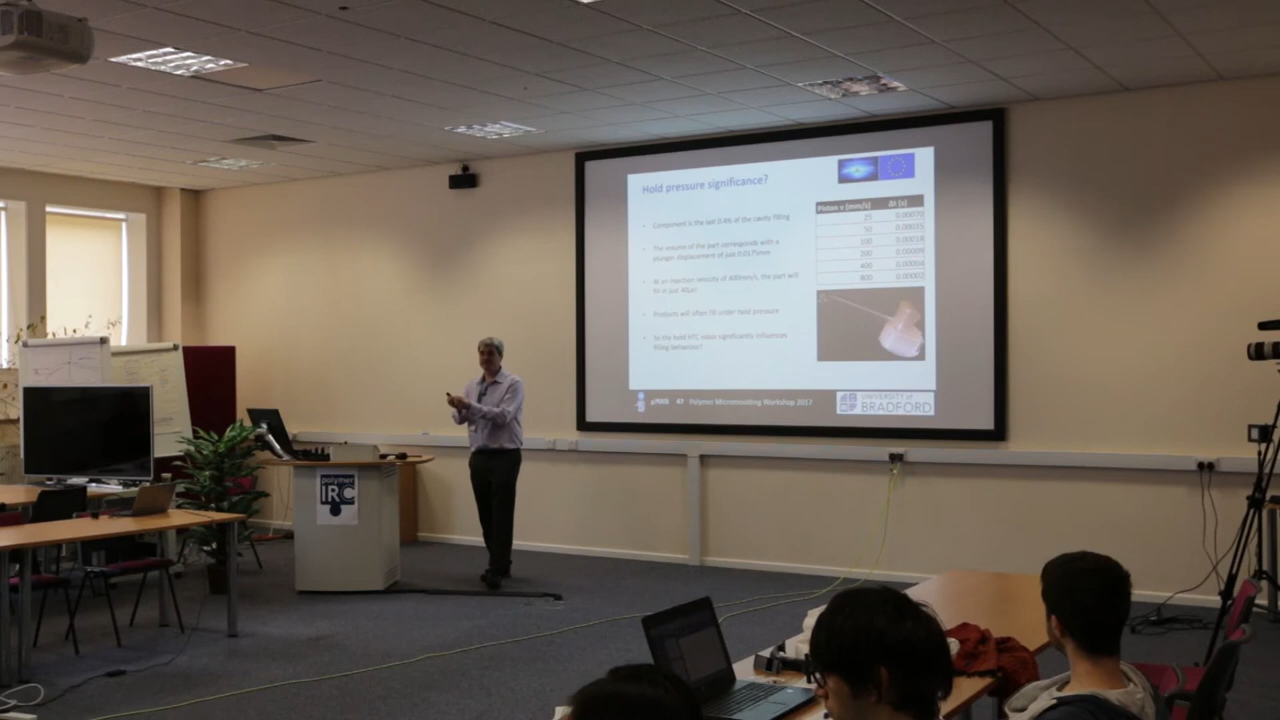 Hold pressure significance?
Component is the last 0.4% of the cavity filling
The volume of the part corresponds with a
plunger displacement of just 0.0175mm
At an injection velocity of 400mm/s, the part will
fill in just 40µs!
Products will often fill under hold pressure
So the hold HTC value significantly influences
filling behaviour!
Piston v (mm/s) Δt (s)
25 0.00070
50 0.00035
100 0.00018
200 0.00009
400 0.00004
800 0.00002
47 Polymer Micromoulding Workshop 2017
UNIVERSITY of
BRADFORD
polymer
IRC